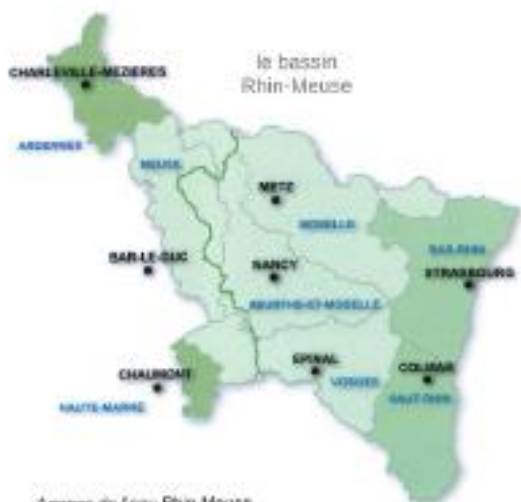 le bassin
Rhin-Meuse
CHARLEVILLE-MEZIERES
ARDENNES
MEUSE
METZ
MOSELLE
BAS-RHIN
BAR-LE-DUC
NANCY
STRASBOURG
MEURTHE-ET-MOSELLE
EPINAL
COLMAR
CHAUMONT
VOSGES
HAUTE-MARNE
HAUT-RHIN
Agence de l'eau Rhin-Meuse